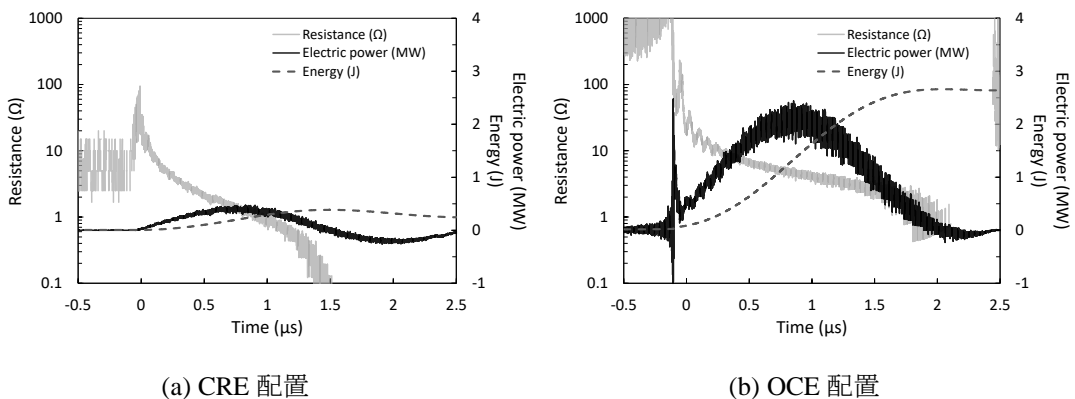 1000
100
10
1
0.1
Resistance (Ω)
4
3
2
1
0
-1
Electric power (MW)
Energy (J)
Resistance (Ω)
Electric power (MW)
Energy (J)
-0.5 0 0.5 1 1.5 2 2.5
Time (μs)
(a) CRE 配置
1000
100
10
1
0.1
Resistance (Ω)
4
3
2
1
0
-1
Electric power (MW)
Energy (J)
Resistance (Ω)
Electric power (MW)
Energy (J)
-0.5 0 0.5 1 1.5 2 2.5
Time (μs)
(b) OCE 配置